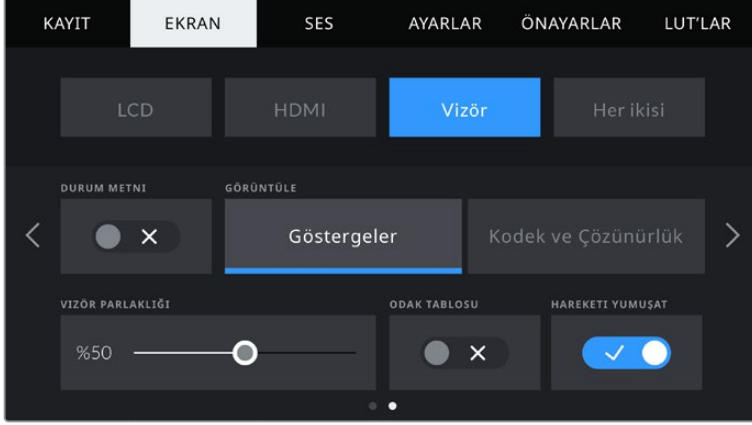 KAYIT EKRAN SES AYARLAR ÖNAYARLAR LUT'LAR
LCD HDMI Vizör Her ikisi
DURUM METNI GÖRÜNTÜLE
Göstergeler Kodek ve Çözünürlük
VIZÖR PARLAKLIĞI ODAK TABLOSU HAREKETI YUMUŞAT
%50